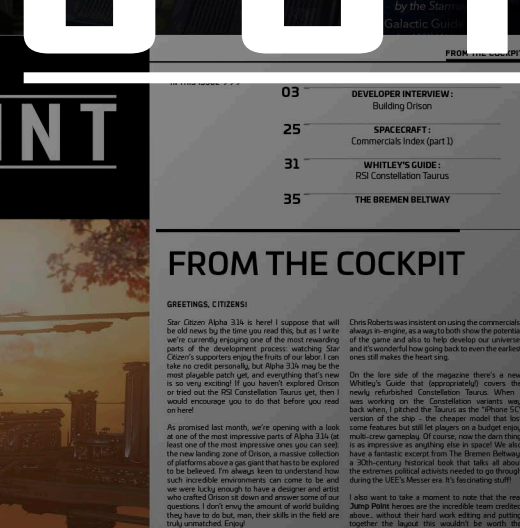 by the Starma
Galactic Guide
FROM THE COCKPIT
IN THIS ISSUE >>>
INT
03 DEVELOPER INTERVIEW:
Building Orison
25 SPACECRAFT:
Commercials Index (part 1)
31 WHITLEY'S GUIDE:
RSI Constellation Taurus
35 THE BREMEN BELTWAY
FROM THE COCKPIT
GREETINGS, CITIZENS!
Star Citizen Alpha 3.14 is here! I suppose that will
be old news by the time you read this, but as I write
we're currently enjoying one of the most rewarding
parts of the development process: watching Star
Citizen's supporters enjoy the fruits of our labor. I can
take no credit personally, but Alpha 3.14 may be the
most playable patch yet, and everything that's new
is so very exciting! If you haven't explored Orison
or tried out the RSI Constellation Taurus yet, then I
would encourage you to do that before you read
on here!
As promised last month, we're opening with a look
at one of the most impressive parts of Alpha 3.14 (at
least one of the most impressive ones you can see):
the new landing zone of Orison, a massive collection
of platforms above a gas giant that has to be explored
to be believed. I'm always keen to understand how
such incredible environments can come to be and
we were lucky enough to have a designer and artist
who crafted Orison sit down and answer some of our
questions. I don't envy the amount of world building
they have to do but, man, their skills in the field are
truly unmatched. Enjoy!
Chris Roberts was insistent on using the commercials
always in-engine, as a way to both show the potentia
of the game and also to help develop our universe
and it's wonderful how going back to even the earlies
ones still makes the heart sing.
On the lore side of the magazine there's a new
Whitley's Guide that (appropriately!) covers the
newly refurbished Constellation Taurus. When I
was working on the Constellation variants way
back when, I pitched the Taurus as the "iPhone 5C"
version of the ship - the cheaper model that los
some features but still let players on a budget enjoy
multi-crew gameplay. Of course, now the darn thing
is as impressive as anything else in space! We also
have a fantastic excerpt from The Bremen Beltway
a 30th-century historical book that talks all abou
the extremes political activists needed to go through
during the UEE's Messer era. It's fascinating stuff!
I also want to take a moment to note that the rea
Jump Point heroes are the incredible team credited
above... without their hard work editing and putting
together the layout this wouldn't be worth the